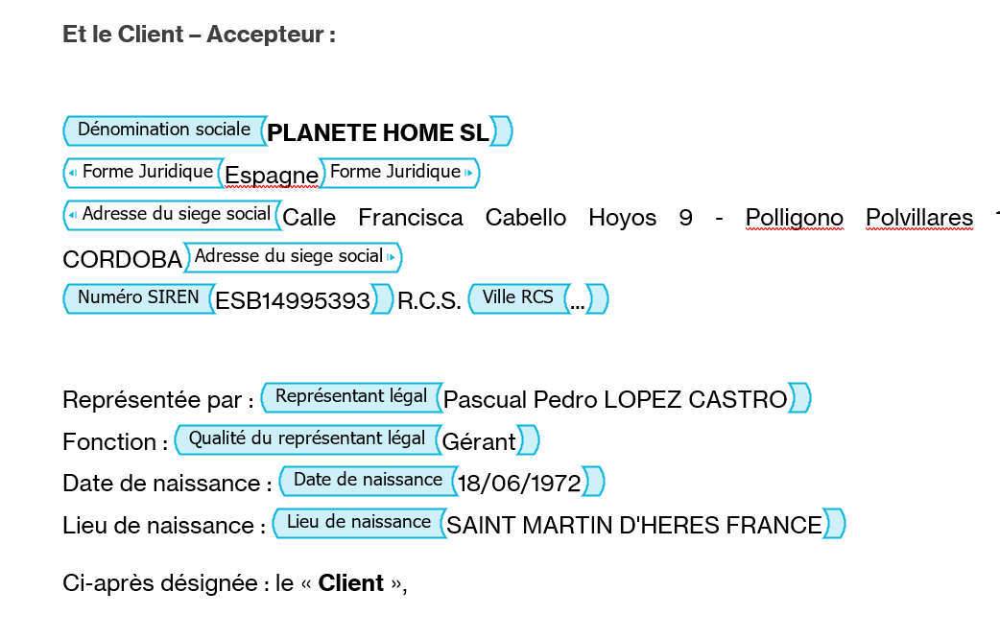 Et le Client – Accepteur :
Dénomination sociale PLANETE HOME SL
Forme Juridique Espagne Forme Juridique
Adresse du siege social Calle Francisca Cabello Hoyos 9 - Polligono Polvillares
CORDOBA Adresse du siege social
Numéro SIREN ESB14995393 R.C.S. Ville RCS ...
Représentée par : Représentant légal Pascual Pedro LOPEZ CASTRO
Fonction : Qualité du représentant légal Gérant
Date de naissance : Date de naissance 18/06/1972
Lieu de naissance : Lieu de naissance SAINT MARTIN D'HERES FRANCE
Ci-après désignée : le « Client »,